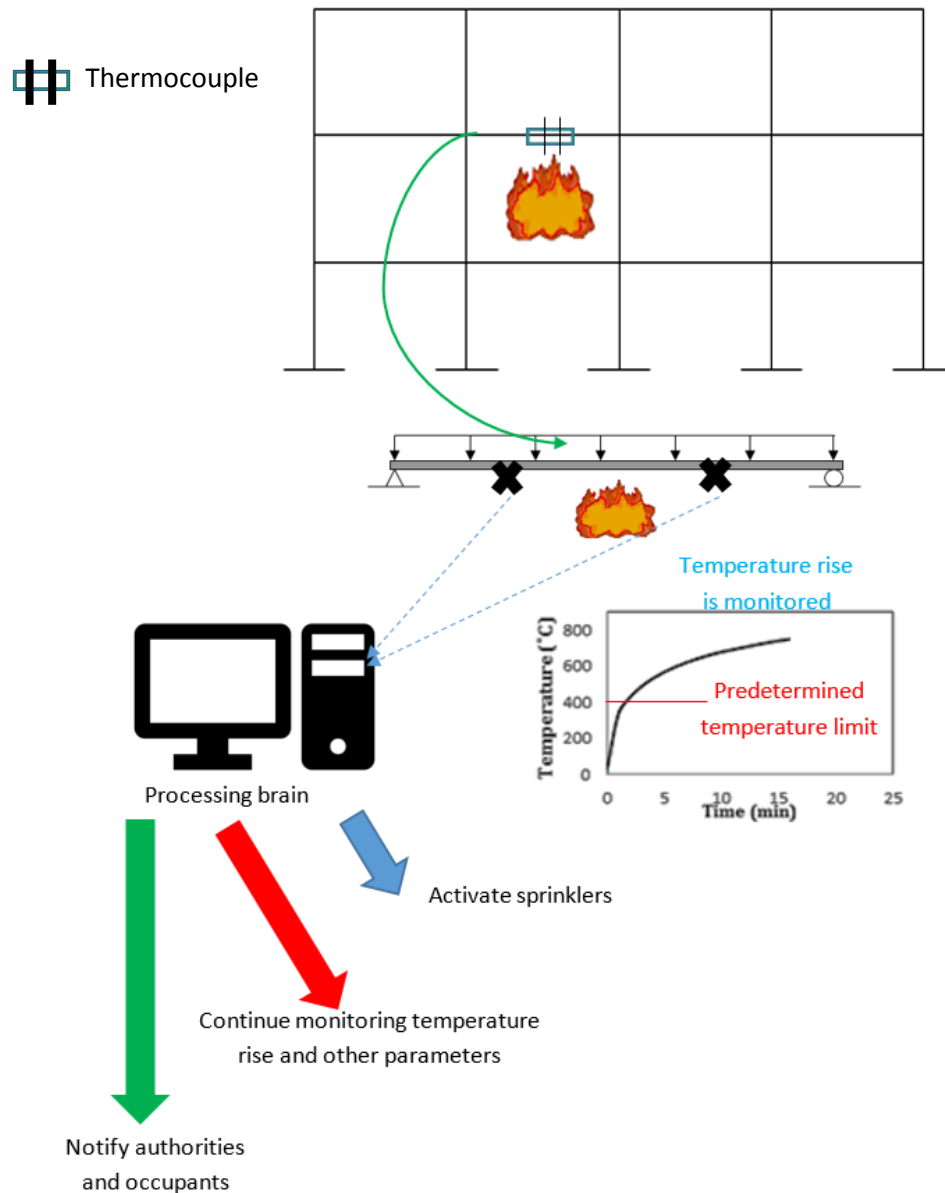 Thermocouple
Temperature rise
is monitored
Temperature (˚C)
800
600
400
200
0
Predetermined
temperature limit
0 5 10 15 20 25
Time (min)
Processing brain
Activate sprinklers
Continue monitoring temperature
rise and other parameters
Notify authorities
and occupants